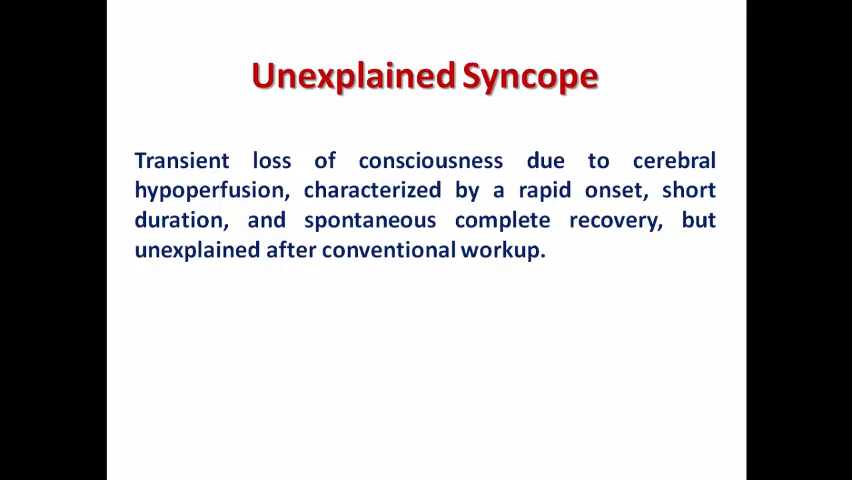 Unexplained Syncope
Transient loss of consciousness due to cerebral
hypoperfusion, characterized by a rapid onset, short
duration, and spontaneous complete recovery, but
unexplained after conventional workup.